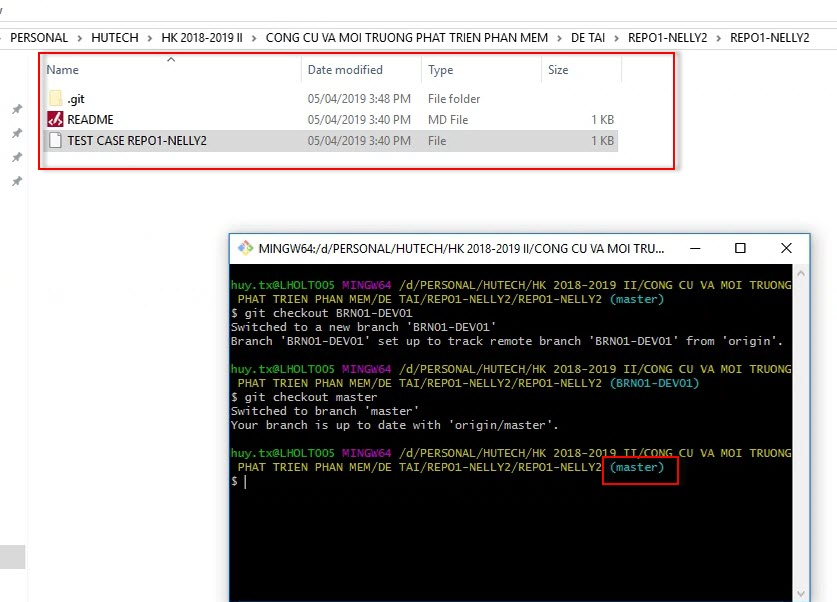 PERSONAL > HUTECH > HK 2018-2019 II > CONG CU VA MOI TRUONG PHAT TRIEN PHAN MEM > DE TAI > REPO1-NELLY2 > REPO1-NELLY2
Name Date modified Type Size
.git 05/04/2019 3:48 PM File folder
README 05/04/2019 3:40 PM MD File 1 KB
TEST CASE REPO1-NELLY2 05/04/2019 3:40 PM File 1 KB
MINGW64:/d/PERSONAL/HUTECH/HK 2018-2019 II/CONG CU VA MOI TRU...
huy.tx@LHOLT005 MINGW64 /d/PERSONAL/HUTECH/HK 2018-2019 II/CONG CU VA MOI TRUONG
PHAT TRIEN PHAN MEM/DE TAI/REPO1-NELLY2/REPO1-NELLY2 (master)
$ git checkout BRN01-DEV01
Switched to a new branch 'BRN01-DEV01'
Branch 'BRN01-DEV01' set up to track remote branch 'BRN01-DEV01' from 'origin'.
huy.tx@LHOLT005 MINGW64 /d/PERSONAL/HUTECH/HK 2018-2019 II/CONG CU VA MOI TRUONG
PHAT TRIEN PHAN MEM/DE TAI/REPO1-NELLY2/REPO1-NELLY2 (BRN01-DEV01)
$ git checkout master
Switched to branch 'master'
Your branch is up to date with 'origin/master'.
huy.tx@LHOLT005 MINGW64 /d/PERSONAL/HUTECH/HK 2018-2019 II/CONG CU VA MOI TRUONG
PHAT TRIEN PHAN MEM/DE TAI/REPO1-NELLY2/REPO1-NELLY2 (master)
$